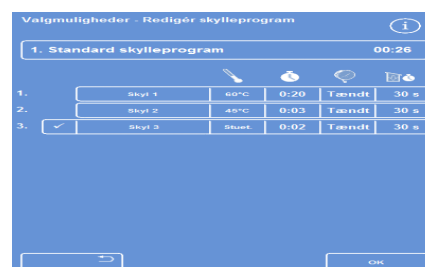 Valgmuligheder - Redigér skylleprogram
1. Standard skylleprogram 00:26
1. Skyl 1 60°C 0:20 Tændt 30 s
2. Skyl 2 45°C 0:03 Tændt 30 s
3. Skyl 3 Stuet. 0:02 Tændt 30 s
OK